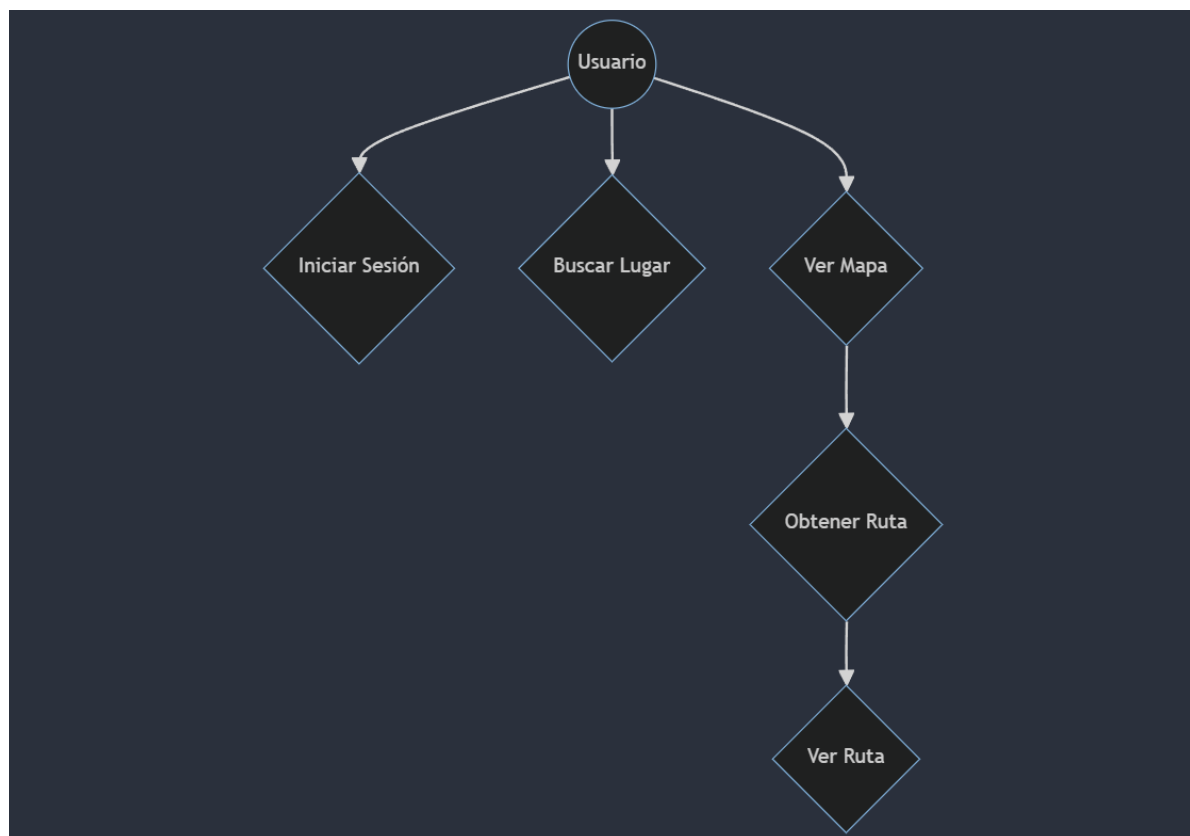 Usuario
Iniciar Sesión
Buscar Lugar
Ver Mapa
Obtener Ruta
Ver Ruta